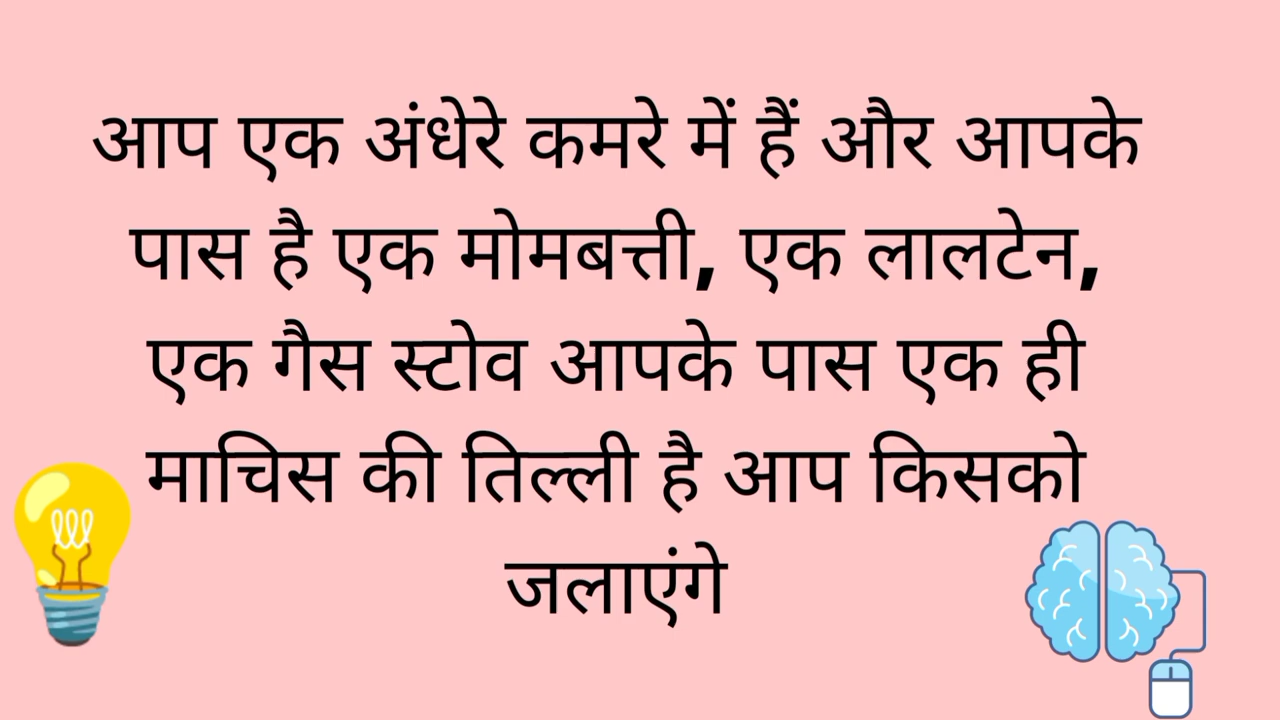 आप एक अंधेरे कमरे में हैं और आपके
पास है एक मोमबत्ती, एक लालटेन,
एक गैस स्टोव आपके पास एक ही
माचिस की तिल्ली है आप किसको
जलाएंगे